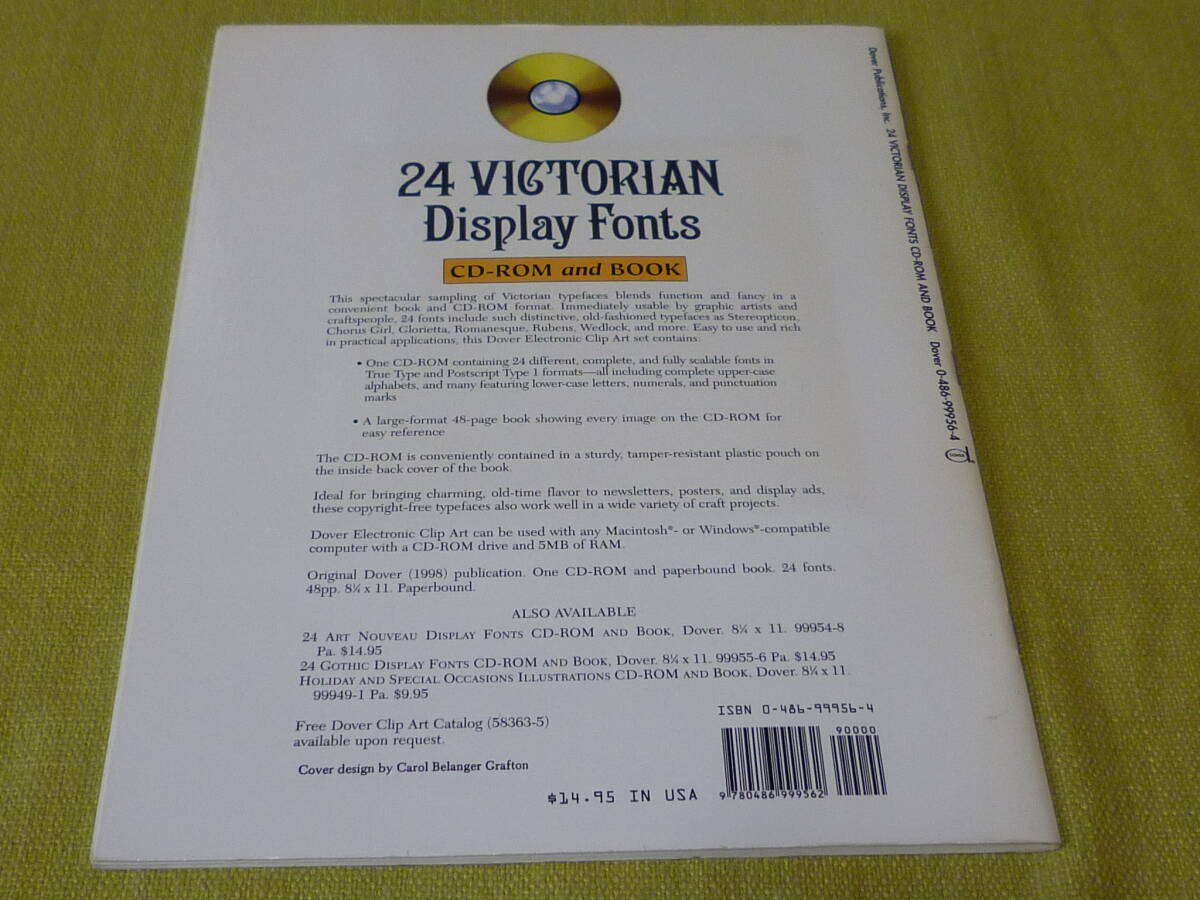 24 VICTORIAN
Display Fonts
CD-ROM and BOOK
This spectacular sampling of Victorian typefaces blends function and fancy in a
convenient book and CD-ROM format. Immediately usable by graphic artists and
craftspeople, 24 fonts include such distinctive, old-fashioned typefaces as Stereopticon,
Chorus Girl, Glorietta, Romanesque, Rubens, Wedlock, and more. Easy to use and rich
in practical applications, this Dover Electronic Clip Art set contains:
• One CD-ROM containing 24 different, complete, and fully scalable fonts in
True Type and Postscript Type 1 formats—all including complete upper-case
alphabets, and many featuring lower-case letters, numerals, and punctuation
marks
• A large-format 48-page book showing every image on the CD-ROM for
easy reference
The CD-ROM is conveniently contained in a sturdy, tamper-resistant plastic pouch on
the inside back cover of the book.
Ideal for bringing charming, old-time flavor to newsletters, posters, and display ads,
these copyright-free typefaces also work well in a wide variety of craft projects.
Dover Electronic Clip Art can be used with any Macintosh®- or Windows®-compatible
computer with a CD-ROM drive and 5MB of RAM.
Original Dover (1998) publication. One CD-ROM and paperbound book. 24 fonts.
48pp. 8¼ x 11. Paperbound.
ALSO AVAILABLE
24 ART NOUVEAU DISPLAY FONTS CD-ROM AND BOOK, Dover. 8¼ x 11. 99954-8
Pa. $14.95
24 GOTHIC DISPLAY FONTS CD-ROM AND BOOK, Dover. 8¼ x 11. 99955-6 Pa. $14.95
HOLIDAY AND SPECIAL OCCASIONS ILLUSTRATIONS CD-ROM AND BOOK, Dover. 8¼ x 11.
99949-1 Pa. $9.95
Free Dover Clip Art Catalog (58363-5)
available upon request.
Cover design by Carol Belanger Grafton
$14.95 IN USA
ISBN 0-486-99956-4
90000
9 780486 999562
Dover Publications, Inc. 24 VICTORIAN DISPLAY FONTS CD-ROM AND BOOK Dover 0-486-99956-4